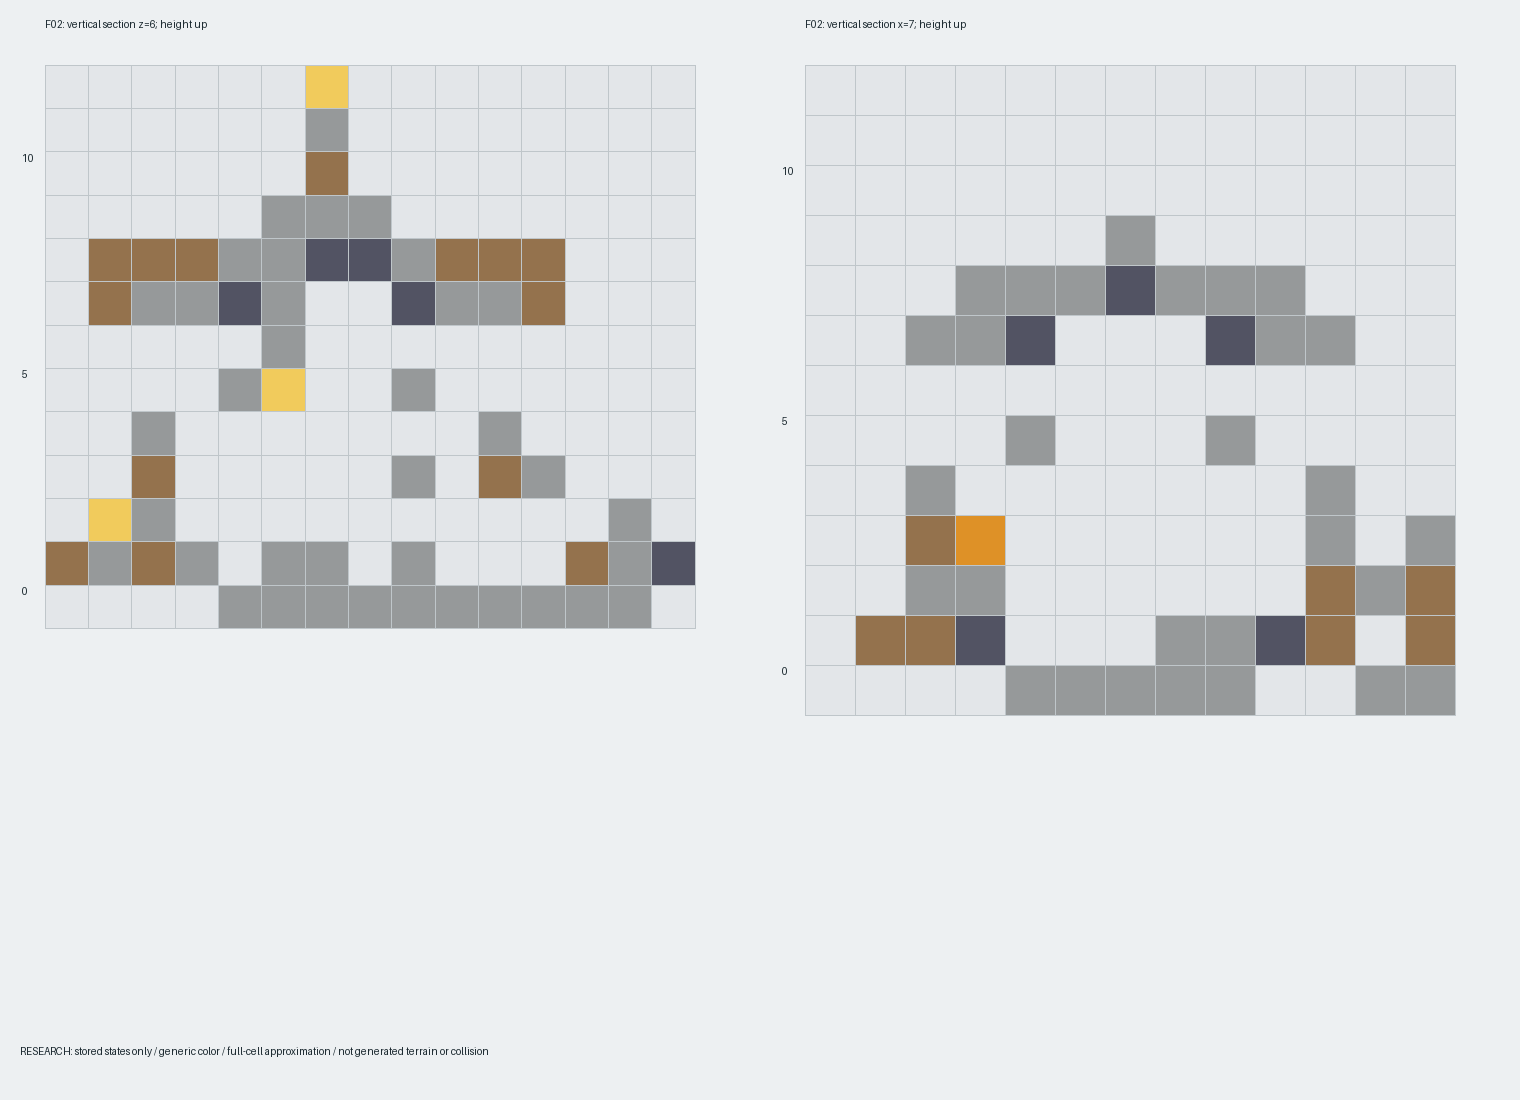 F02: vertical section z=6; height up
F02: vertical section x=7; height up
10
10
5
5
0
0
RESEARCH: stored states only / generic color / full-cell approximation / not generated terrain or collision